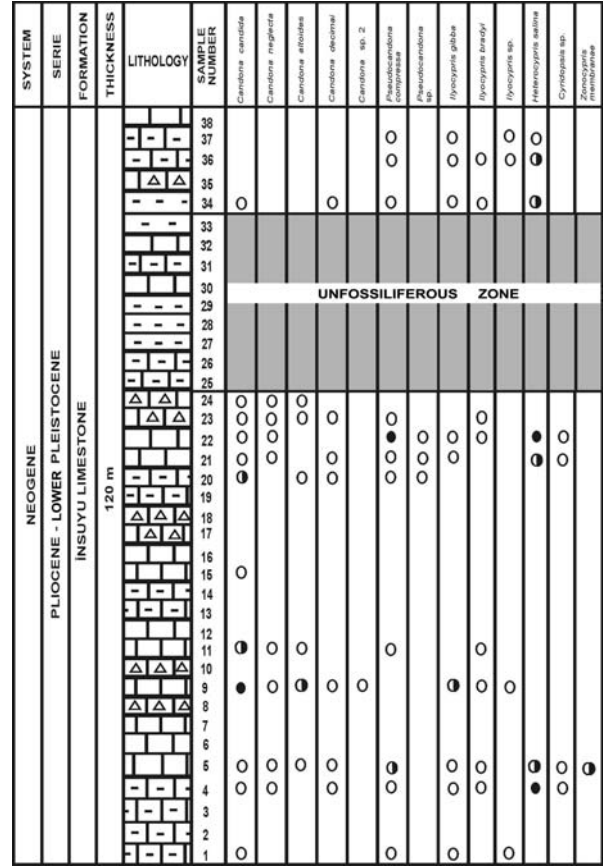 SYSTEM
SERIE
FORMATION
THICKNESS
LITHOLOGY
SAMPLE
NUMBER
Candona candida
Candona neglecta
Candona altoides
Candona decimai
Candona sp. 2
Pseudocandona
compressa
Pseudocandona
sp.
Ilyocypris gibba
Ilyocypris bradyi
Ilyocypris sp.
Heterocypris salina
Cyridopsis sp.
Zonocypris
membranae
NEOGENE
PLIOCENE - LOWER PLEISTOCENE
İNSUYU LIMESTONE
120 m
38
37
36
35
34
33
32
31
30
UNFOSSILIFEROUS ZONE
29
28
27
26
25
24
23
22
21
20
19
18
17
16
15
14
13
12
11
10
9
8
7
6
5
4
3
2
1